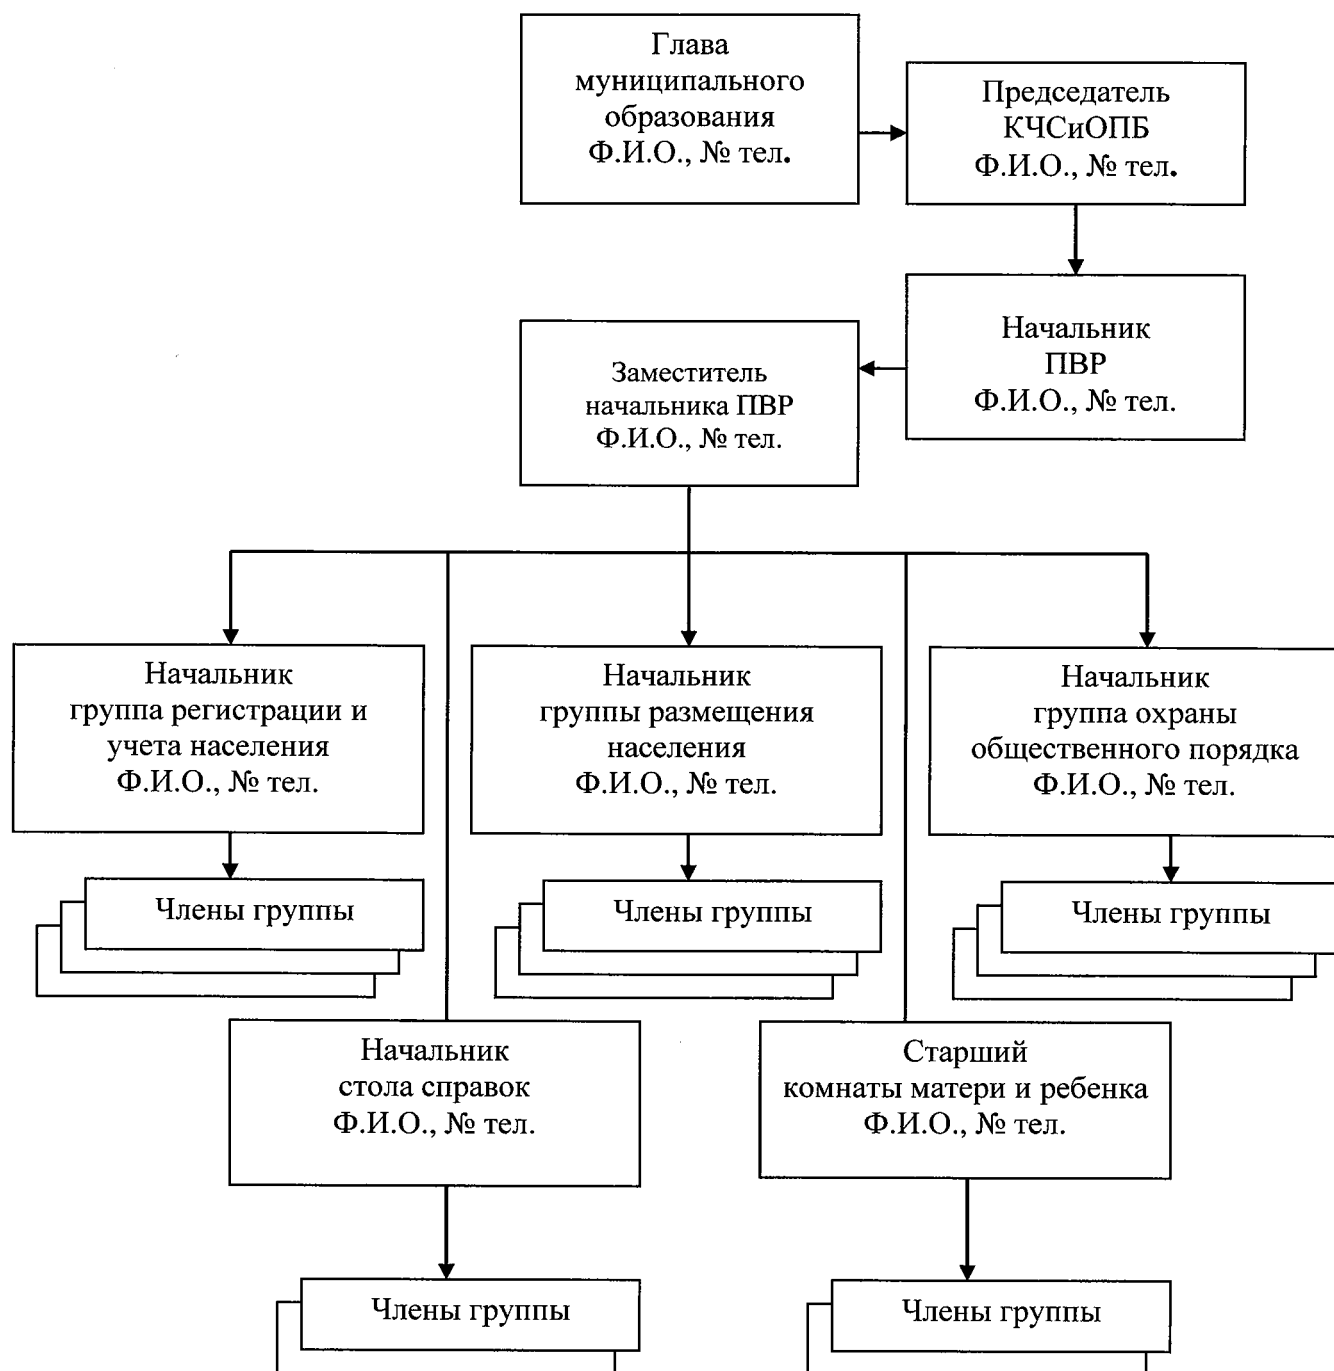 Глава
муниципального
образования
Ф.И.О., № тел.
Председатель
КЧСиОПБ
Ф.И.О., № тел.
Начальник
ПВР
Ф.И.О., № тел.
Заместитель
начальника ПВР
Ф.И.О., № тел.
Начальник
группа регистрации и
учета населения
Ф.И.О., № тел.
Начальник
группы размещения
населения
Ф.И.О., № тел.
Начальник
группа охраны
общественного порядка
Ф.И.О., № тел.
Члены группы
Члены группы
Члены группы
Начальник
стола справок
Ф.И.О., № тел.
Старший
комнаты матери и ребенка
Ф.И.О., № тел.
Члены группы
Члены группы